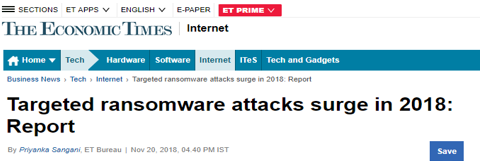 SECTIONS ET APPS ENGLISH E-PAPER ET PRIME
THE ECONOMIC TIMES | Internet
Home Tech Hardware Software Internet ITeS Tech and Gadgets
Business News › Tech › Internet › Targeted ransomware attacks surge in 2018: Report
Targeted ransomware attacks surge in 2018:
Report
By Priyanka Sangani, ET Bureau | Nov 20, 2018, 04.40 PM IST
Save